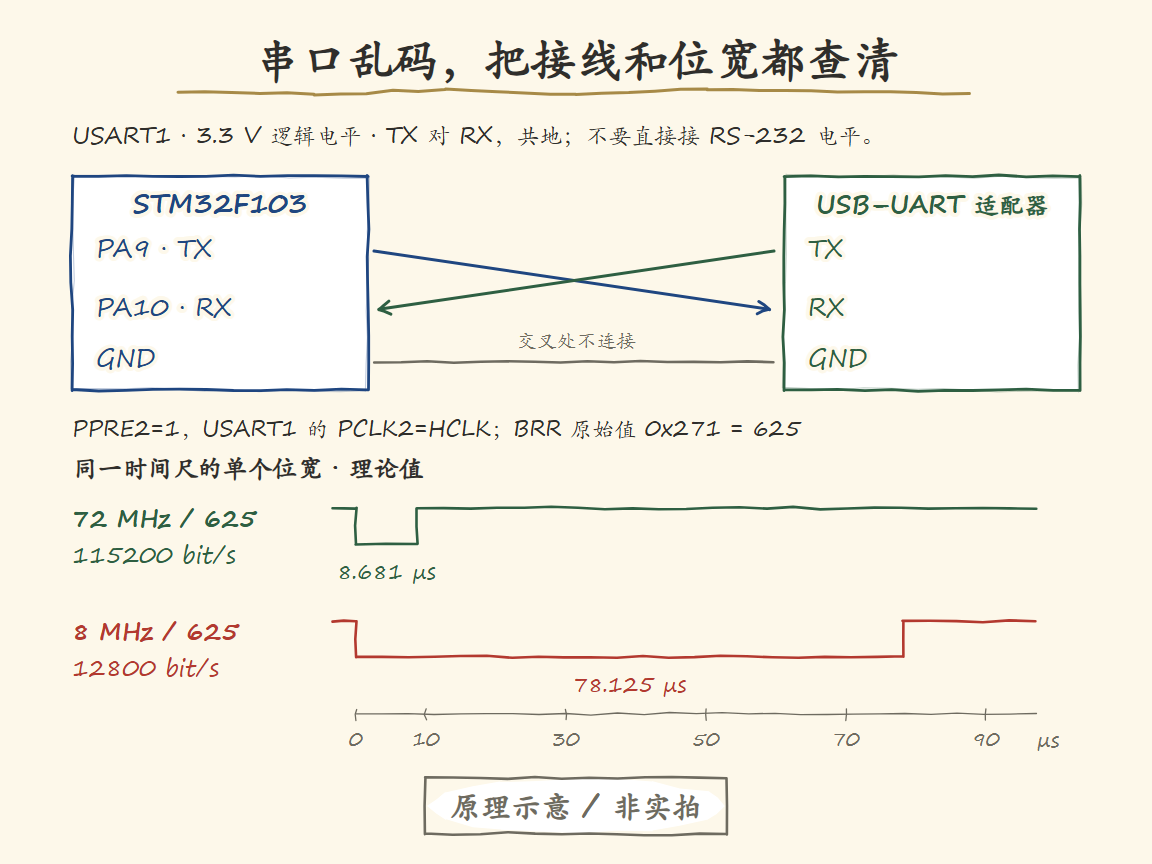 串口乱码，把接线和位宽都查清
USART1 · 3.3 V 逻辑电平 · TX 对 RX，共地；不要直接接 RS-232 电平。
STM32F103
PA9 · TX
PA10 · RX
GND
交叉处不连接
USB-UART 适配器
TX
RX
GND
PPRE2=1，USART1 的 PCLK2=HCLK；BRR 原始值 0x271 = 625
同一时间尺的单个位宽 · 理论值
72 MHz / 625
115200 bit/s
8.681 μs
8 MHz / 625
12800 bit/s
78.125 μs
0 10 30 50 70 90 μs
原理示意 / 非实拍